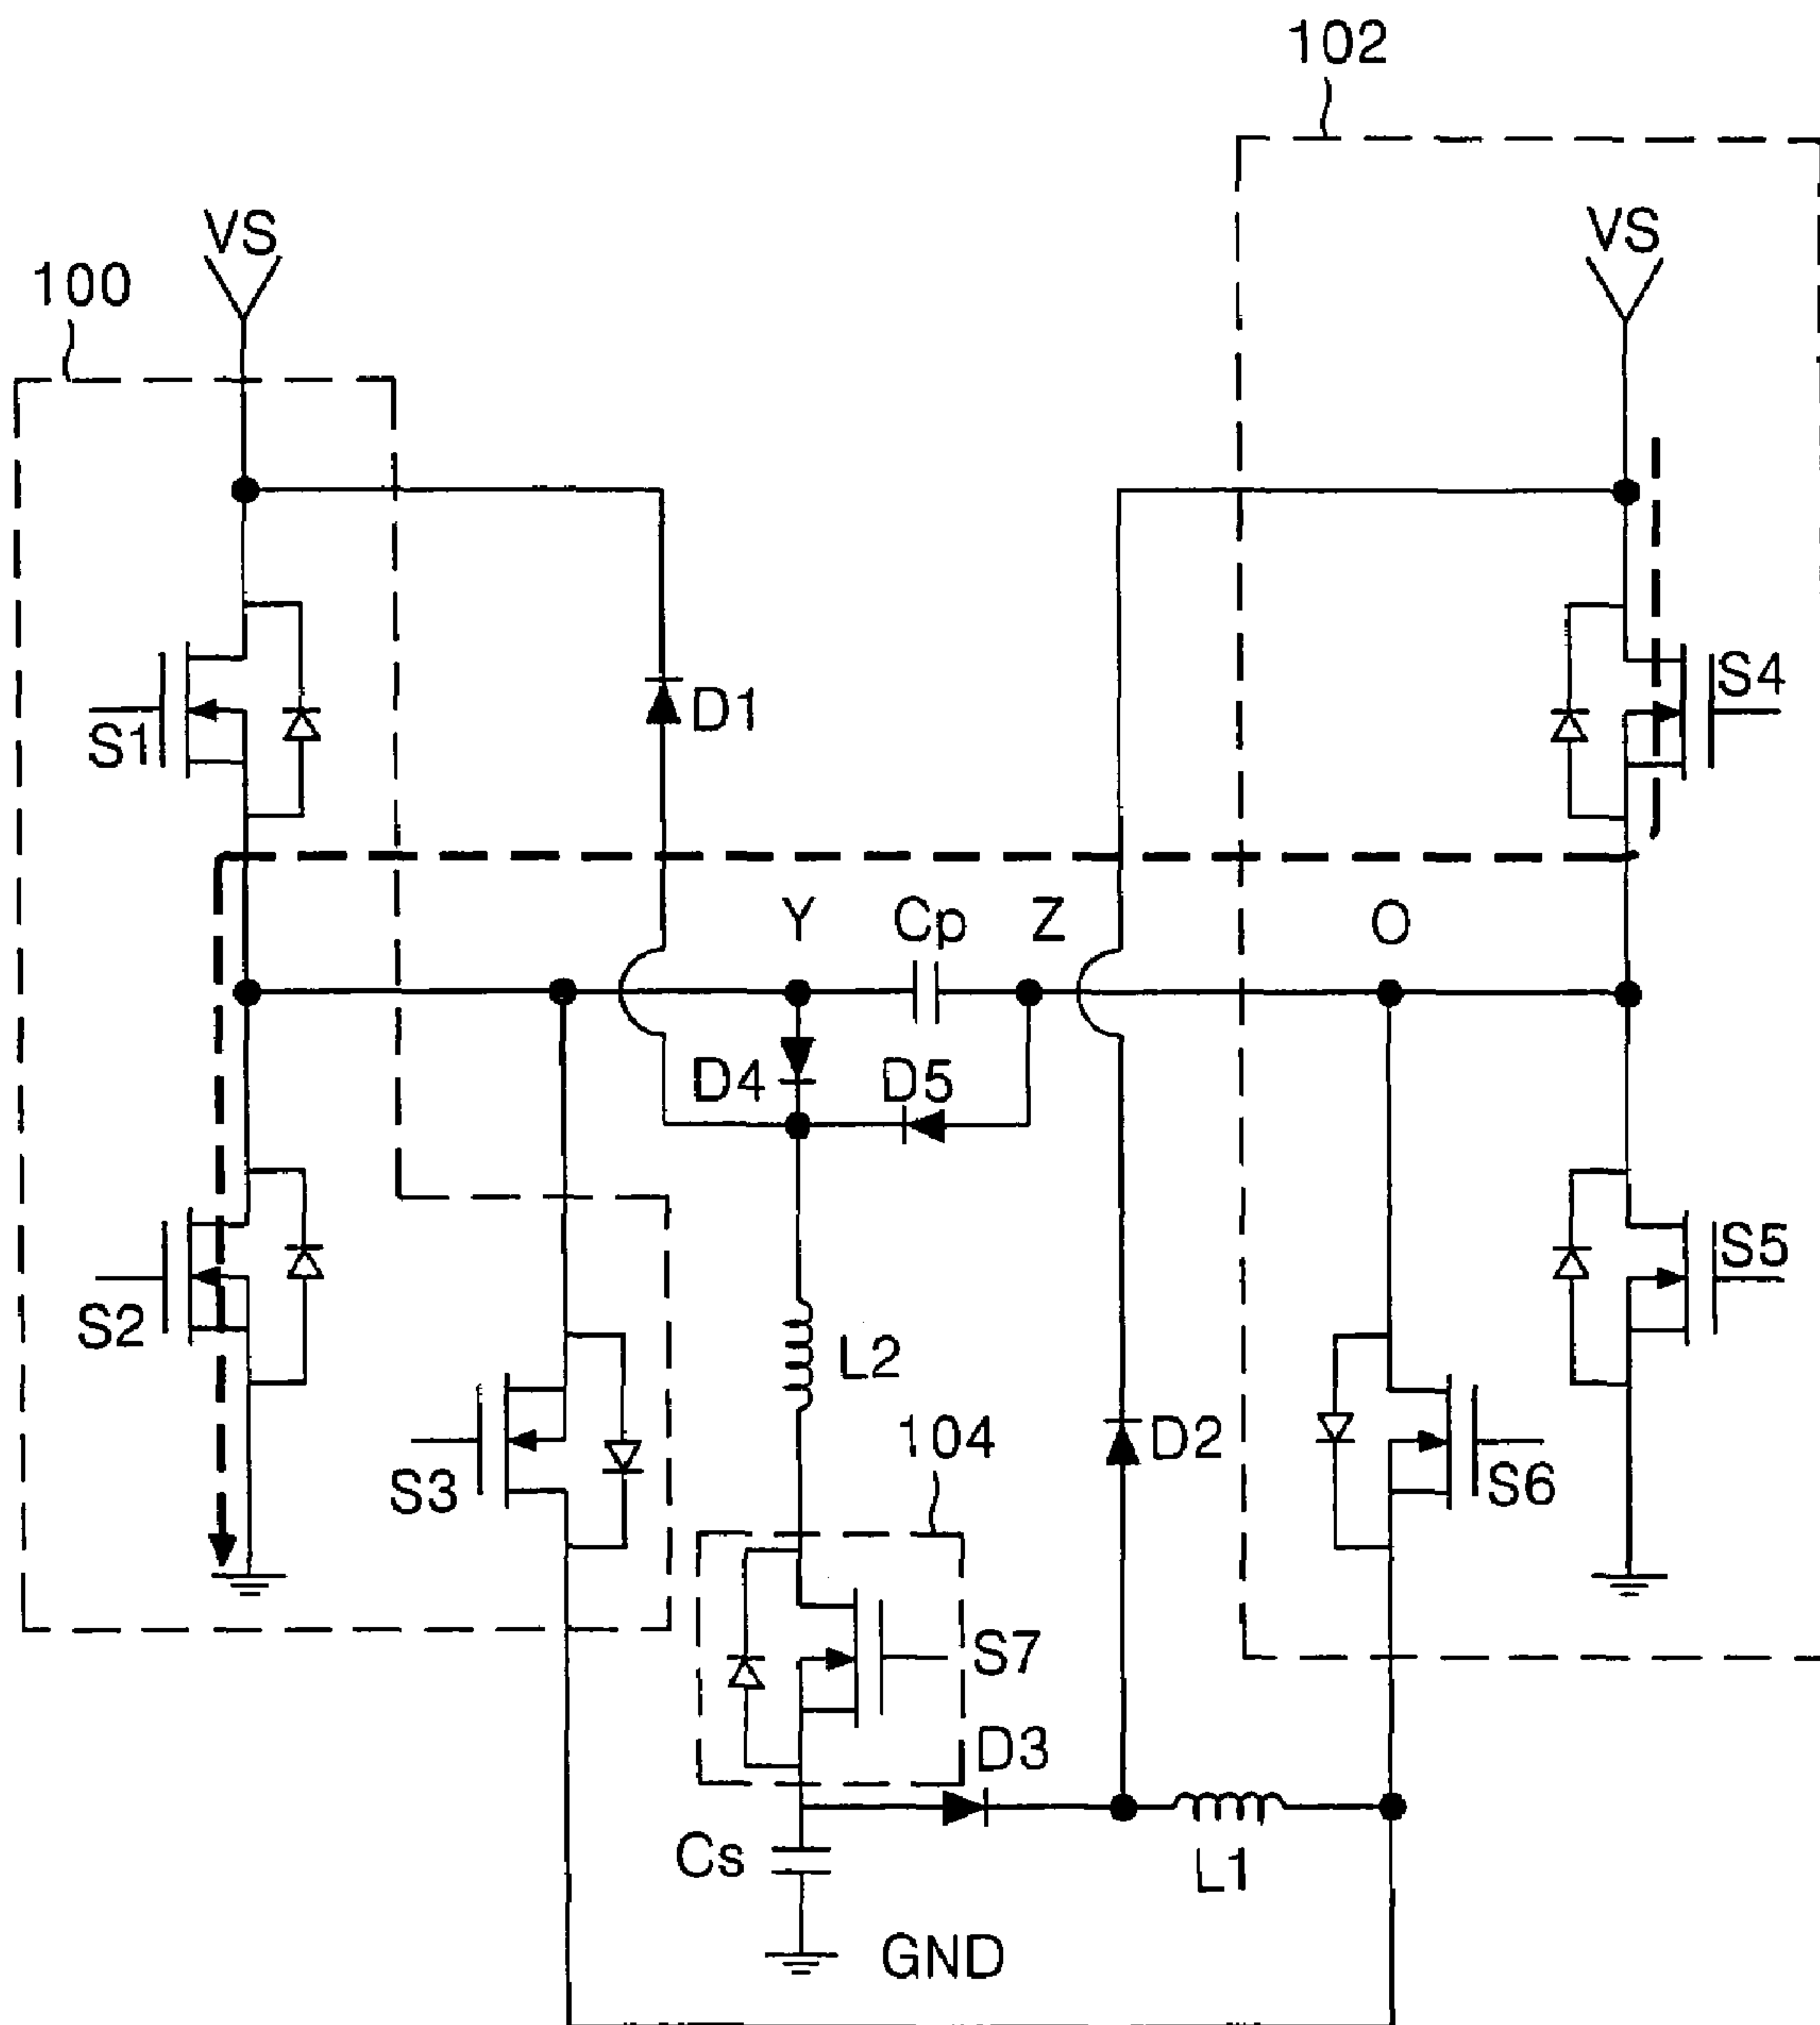 102
VS
VS
100
S1
D1
S4
Y
Cp
Z
O
D4
D5
S2
L2
S5
104
D2
S3
S6
S7
D3
Cs
L1
GND